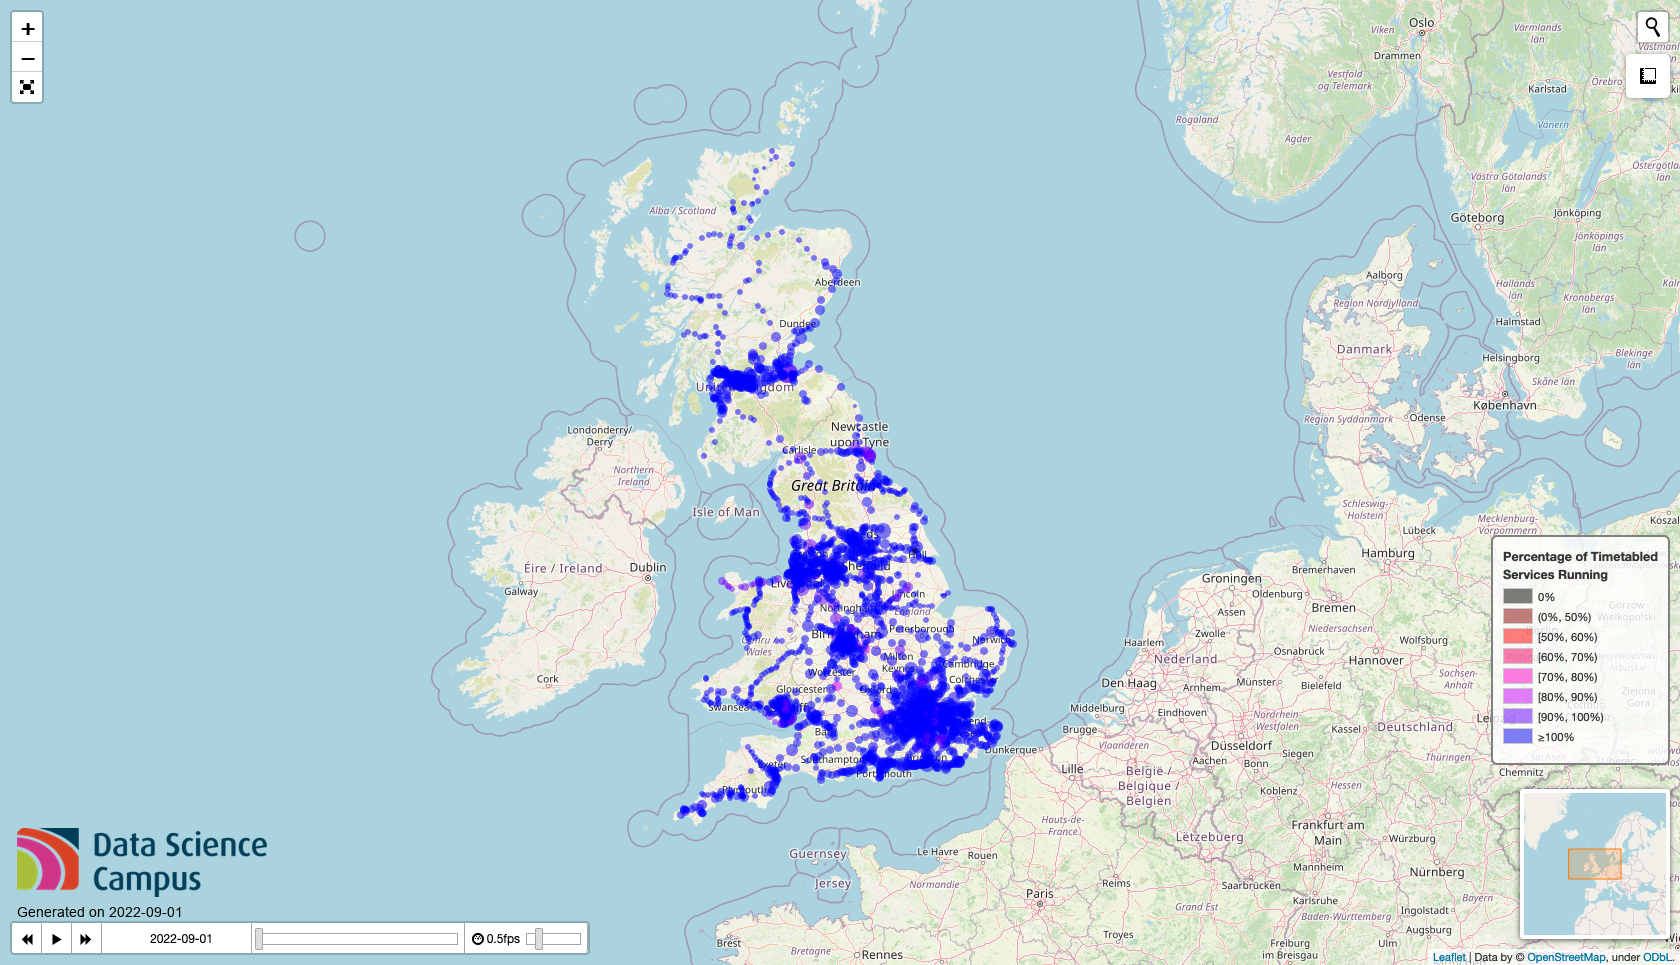 +
−
Oslo
Viken
Drammen
Värmlands
län
Västman
Vestfold
og Telemark
Örebro
Karlstad
Rogaland
Agder
Vänern
Östergötla
län
Västra Götalands
län
Göteborg
Jönköping
Jönköpings
län
Aalborg
Region Nordjylland
Hallands
län
Kronobergs
län
Halmstad
Danmark
Helsingborg
Blekinge
län
Skåne län
København
Odense
Region Syddanmark
Alba / Scotland
Aberdeen
Dundee
United Kingdom
Newcastle
upon Tyne
Carlisle
Londonderry/
Derry
Northern
Ireland
Great Britain
Isle of Man
Éire / Ireland
Dublin
Galway
Cork
Hull
Lincoln
England
Nottingham
Peterborough
Norwich
Birmingham
Cymru /
Wales
Worcester
Milton
Keynes
Cambridge
Gloucester
Oxford
Colchester
Swansea
Bath
Southampton
Portsmouth
Exeter
Plymouth
Guernsey
Jersey
Schleswig-
Holstein
Lübeck
Mecklenburg-
Vorpommern
Koszal
Hamburg
Bremerhaven
Groningen
Oldenburg
Bremen
Assen
Niedersachsen
Wolfsburg
Haarlem
Amsterdam
Zwolle
Osnabrück
Hannover
Nederland
Den Haag
Arnhem
Münster
Bielefeld
Sachsen-
Anhalt
Middelburg
Eindhoven
Nordrhein-
Westfalen
Kassel
Deutschland
Brugge
Vlaanderen
Düsseldorf
Siegen
Thüringen
Dunkerque
Lille
België /
Belgique /
Belgien
Aachen
Bonn
Koblenz
Hessen
Chemnitz
Hauts-de-
France
Lëtzebuerg
Frankfurt am
Main
Würzburg
Bayern
Le Havre
Rouen
Mannheim
Nürnberg
Normandie
Reims
Saarbrücken
Karlsruhe
Paris
Grand Est
Baden-Württemberg
Ingolstadt
Augsburg
Troyes
Freiburg
im Breisgau
Ulm
Brest
Bretagne
Rennes
Percentage of Timetabled
Services Running
0%
(0%, 50%)
[50%, 60%)
[60%, 70%)
[70%, 80%)
[80%, 90%)
[90%, 100%)
≥100%
Data Science
Campus
Generated on 2022-09-01
2022-09-01
0.5fps
Leaflet | Data by © OpenStreetMap, under ODbL.